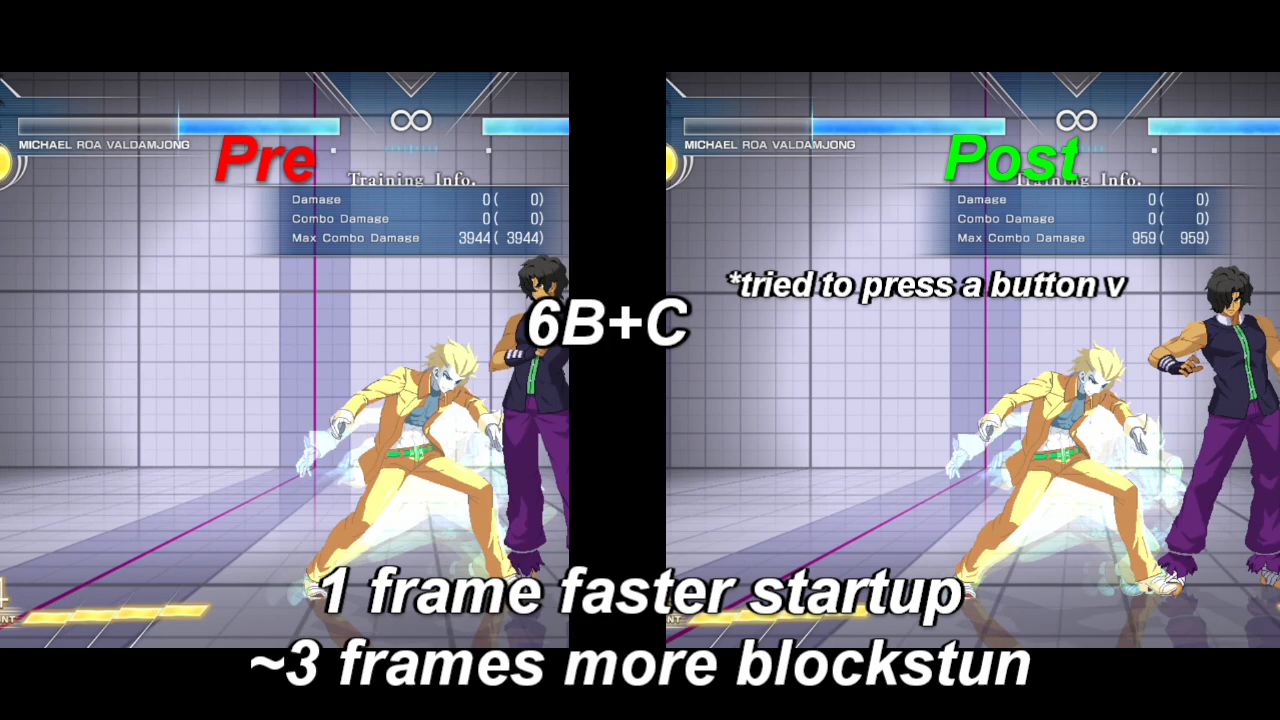 MICHAEL ROA VALDAMJONG
Pre
Training Info.
Damage 0( 0)
Combo Damage 0( 0)
Max Combo Damage 3944( 3944)
MICHAEL ROA VALDAMJONG
Post
Training Info.
Damage 0( 0)
Combo Damage 0( 0)
Max Combo Damage 959( 959)
*tried to press a button v
6B+C
1 frame faster startup
~3 frames more blockstun